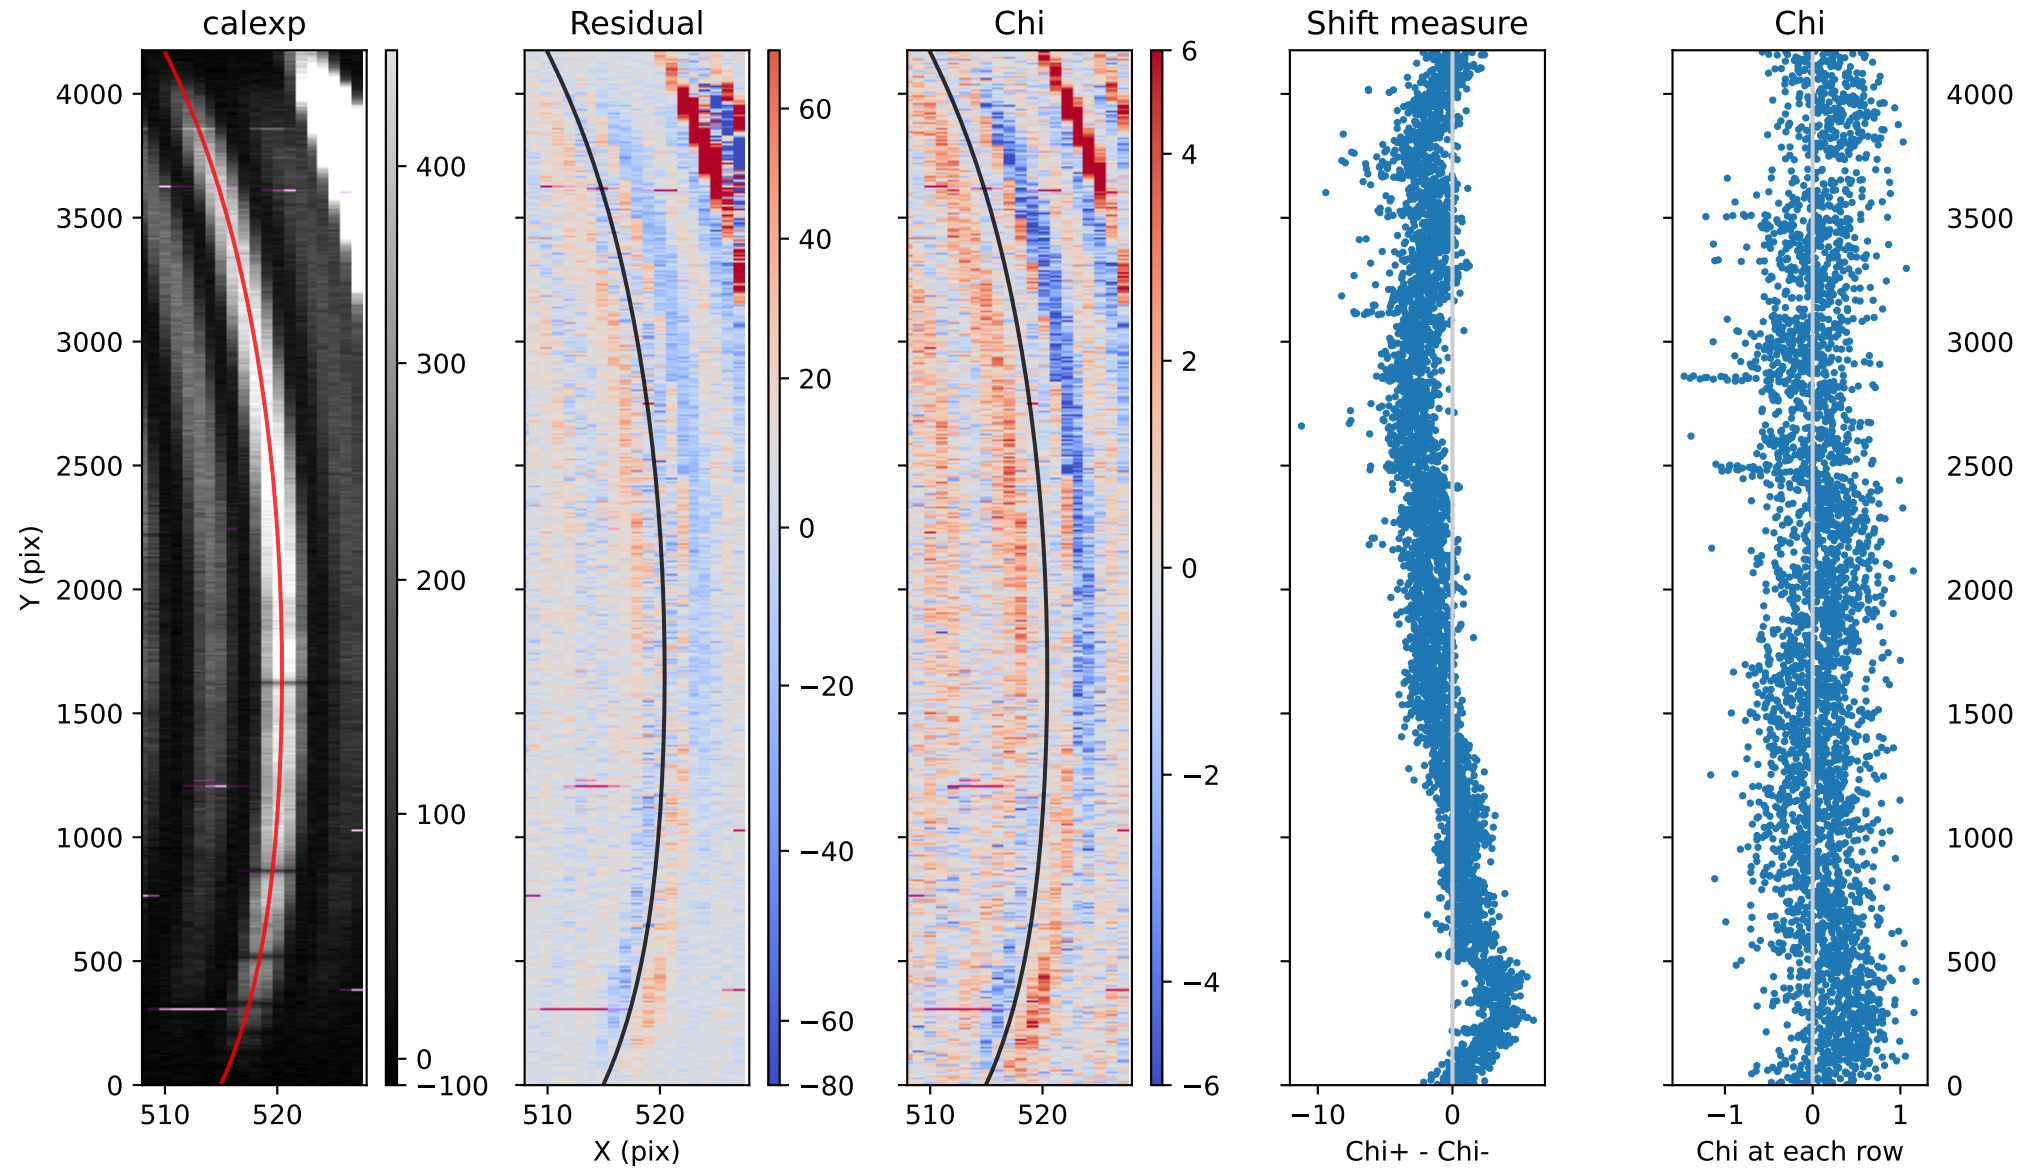 calexp Residual Chi Shift measure Chi
4000 400 60 6 4000
3500 300 40 4 3500
3000 200 20 2 3000
2500 100 0 0 2500
2000 0 −20 −2 2000
1500 −100 −40 −4 1500
1000 −60 −6 1000
500 −80 500
0 0
Y (pix)
510 520 510 520 510 520 −10 0 −1 0 1
X (pix) Chi+ - Chi- Chi at each row